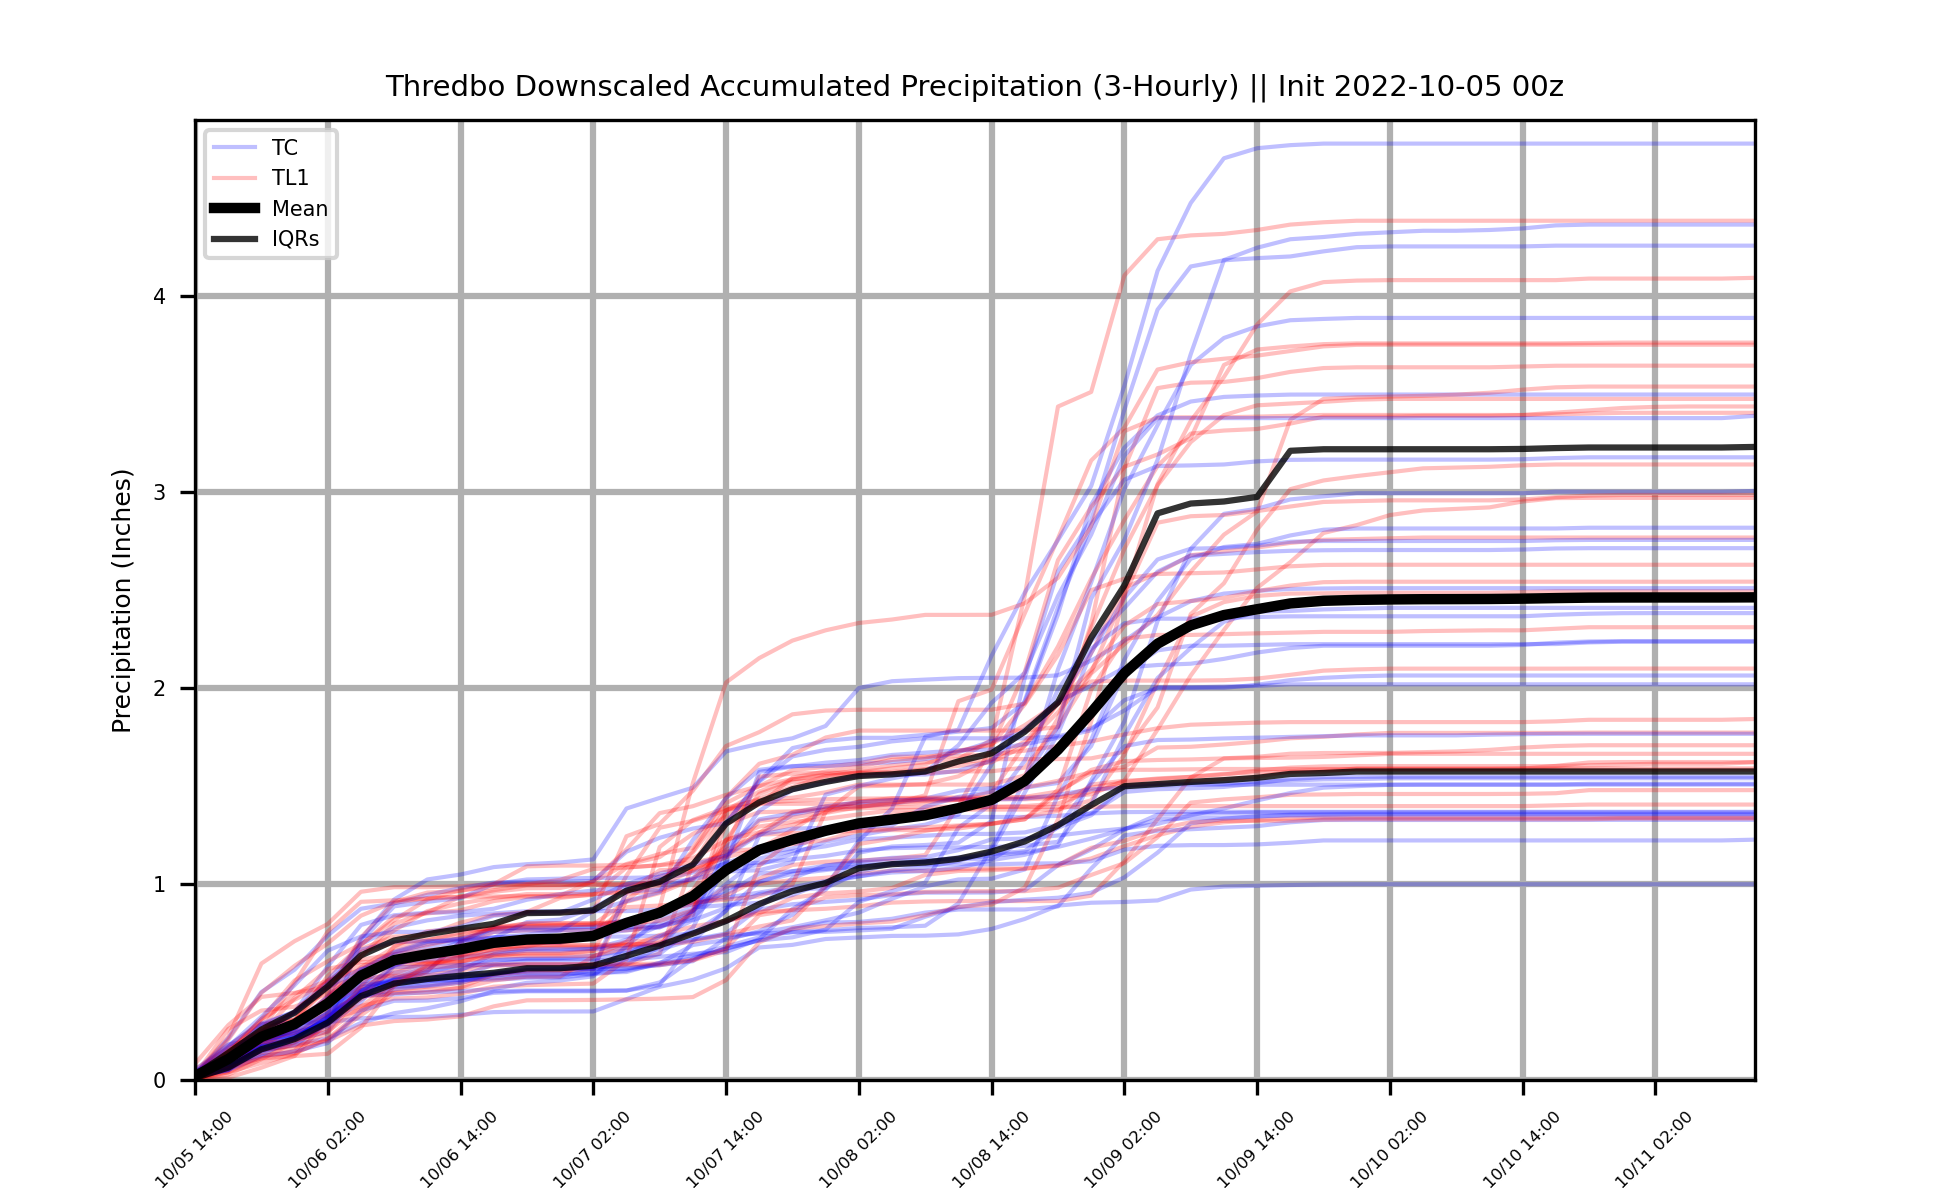 Thredbo Downscaled Accumulated Precipitation (3-Hourly) || Init 2022-10-05 00z
TC
TL1
Mean
IQRs
Precipitation (Inches)
4
3
2
1
0
10/05 14:00
10/06 02:00
10/06 14:00
10/07 02:00
10/07 14:00
10/08 02:00
10/08 14:00
10/09 02:00
10/09 14:00
10/10 02:00
10/10 14:00
10/11 02:00